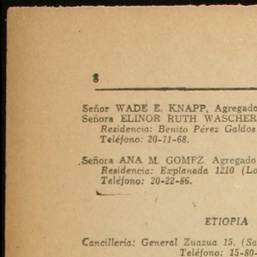 8
Señor WADE E. KNAPP, Agregado
Señora ELINOR RUTH WASCHER
Residencia: Benito Pérez Galdos
Teléfono: 20-71-68.
Señora ANA M. GOMEZ Agregado
Residencia: Explanada 1210 (Lo
Teléfono: 20-22-86.
ETIOPIA
Cancillería: General Zuazua 15. (Sa
Teléfono: 15-80-